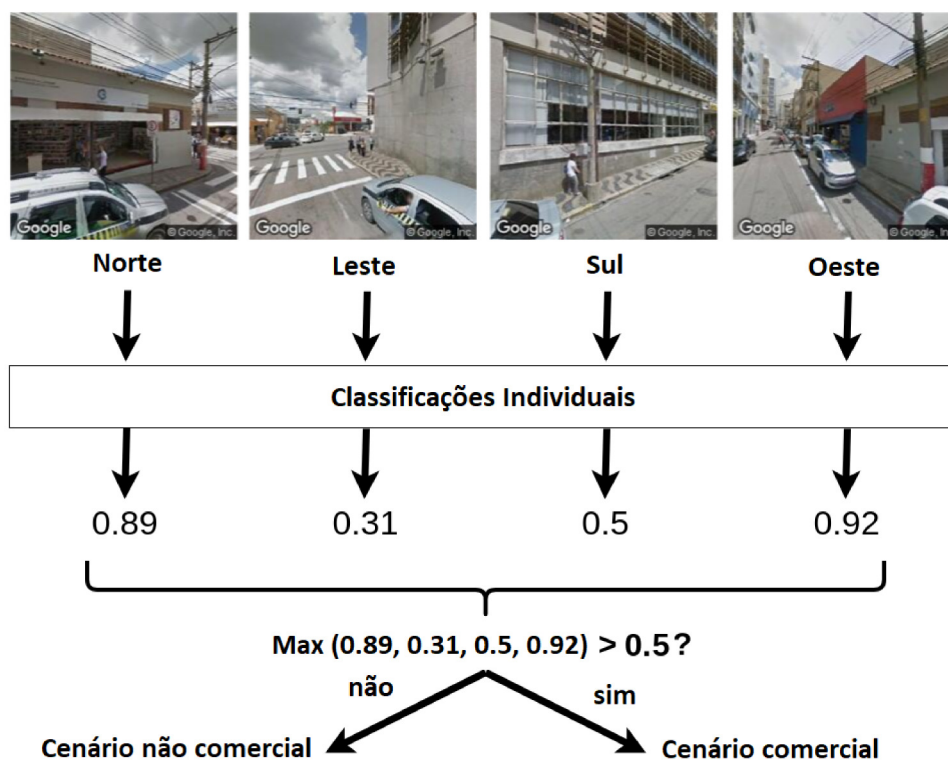 Google © Google, Inc. Google © Google, Inc. Google © Google, Inc. Google © Google, In
Norte Leste Sul Oeste
Classificações Individuais
0.89 0.31 0.5 0.92
Max (0.89, 0.31, 0.5, 0.92) > 0.5?
não sim
Cenário não comercial Cenário comercial